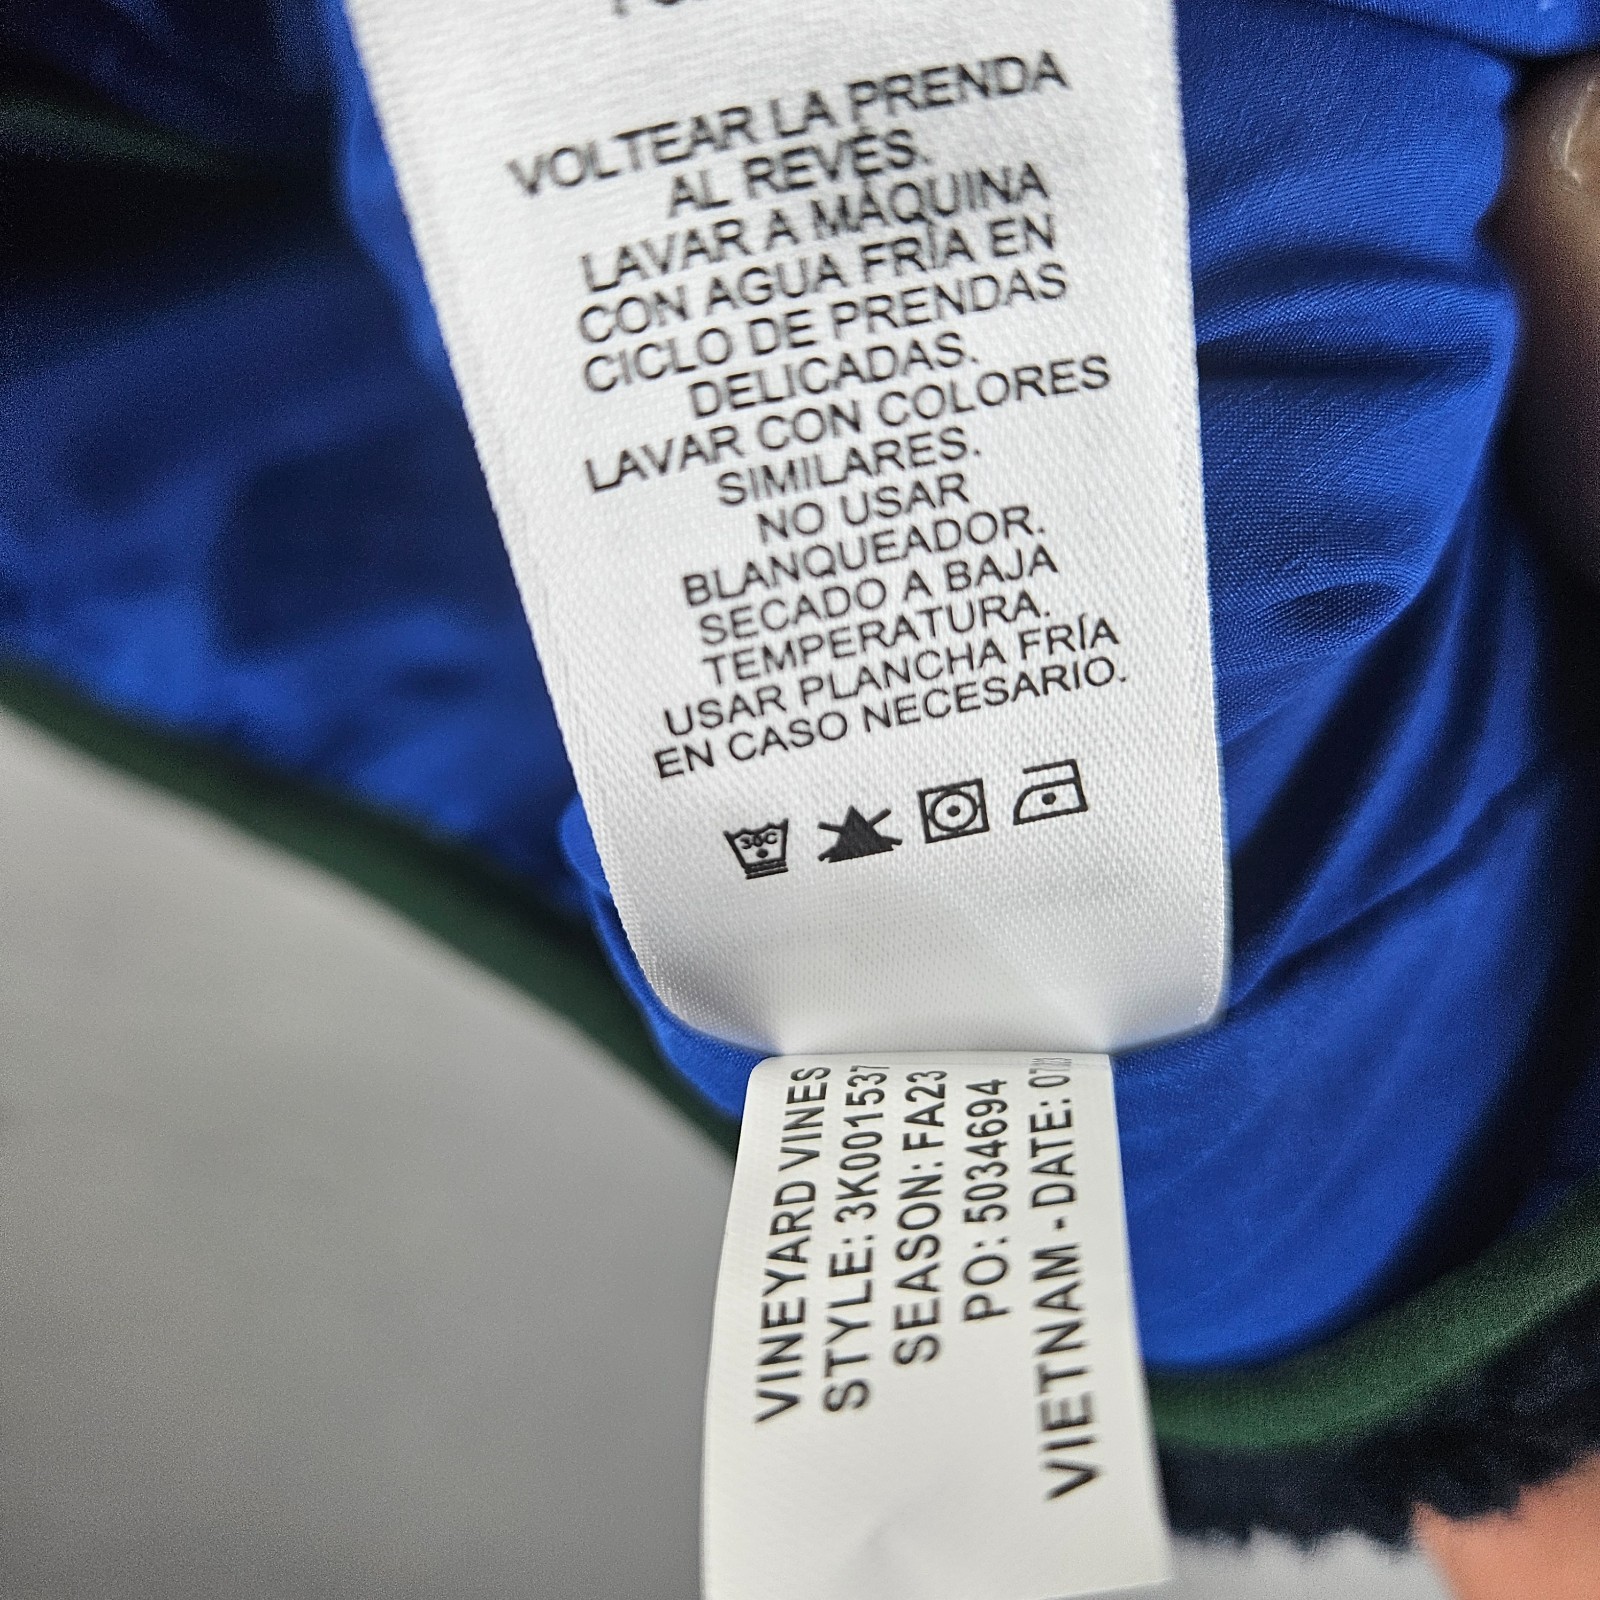 VOLTEAR LA PRENDA
AL REVÉS.
LAVAR A MÁQUINA
CON AGUA FRÍA EN
CICLO DE PRENDAS
DELICADAS.
LAVAR CON COLORES
SIMILARES.
NO USAR
BLANQUEADOR.
SECADO A BAJA
TEMPERATURA.
USAR PLANCHA FRÍA
EN CASO NECESARIO.
30C
VINEYARD VINES
STYLE: 3K001537
SEASON: FA23
PO: 5034694
VIETNAM - DATE: